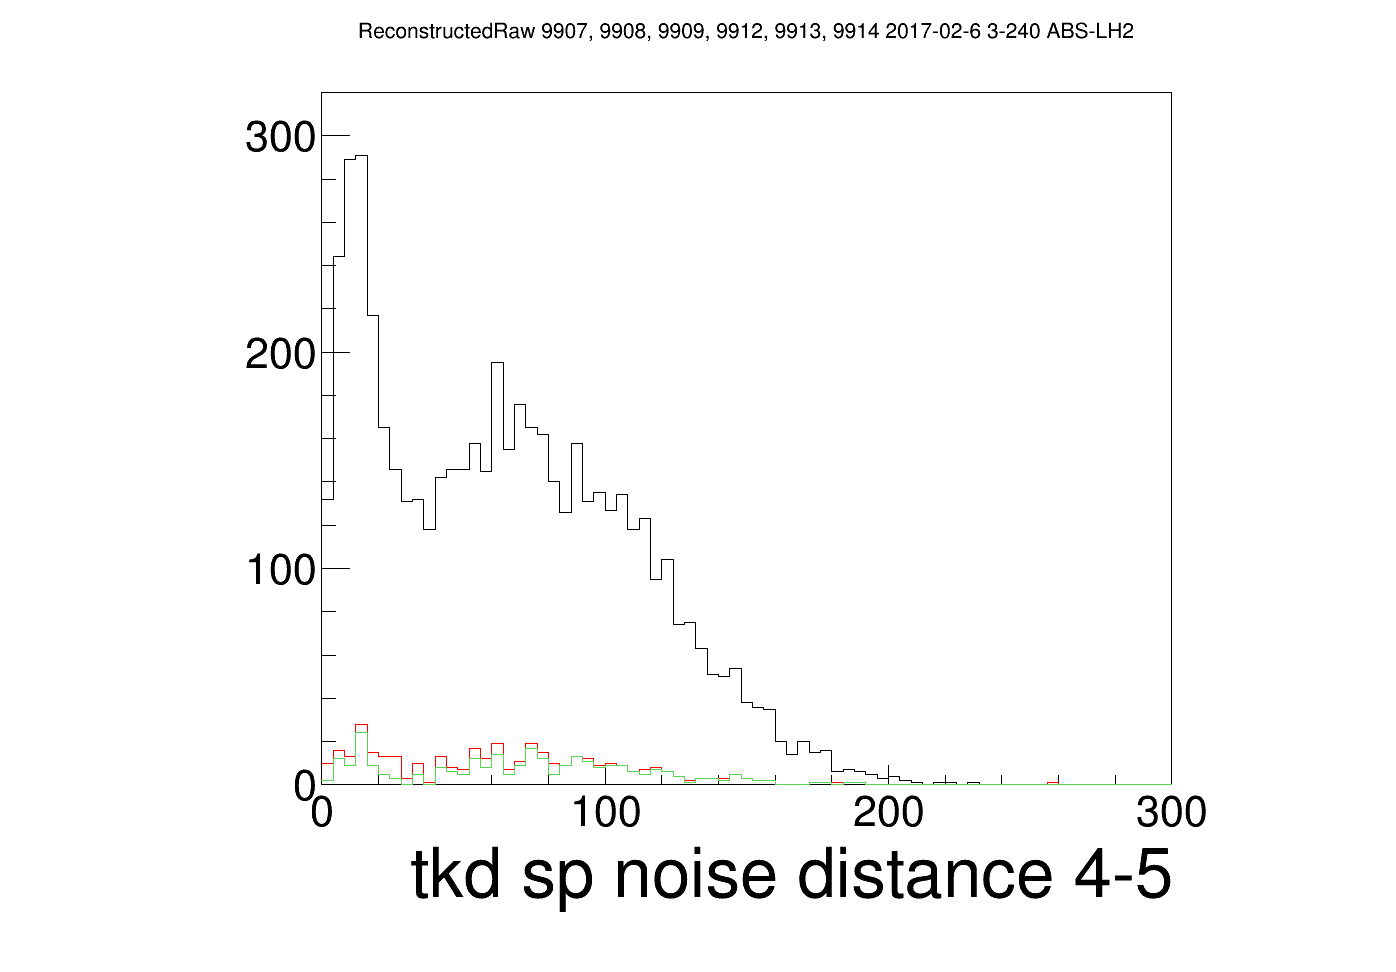 ReconstructedRaw 9907, 9908, 9909, 9912, 9913, 9914 2017-02-6 3-240 ABS-LH2
300
200
100
0
0 100 200 300
tkd sp noise distance 4-5